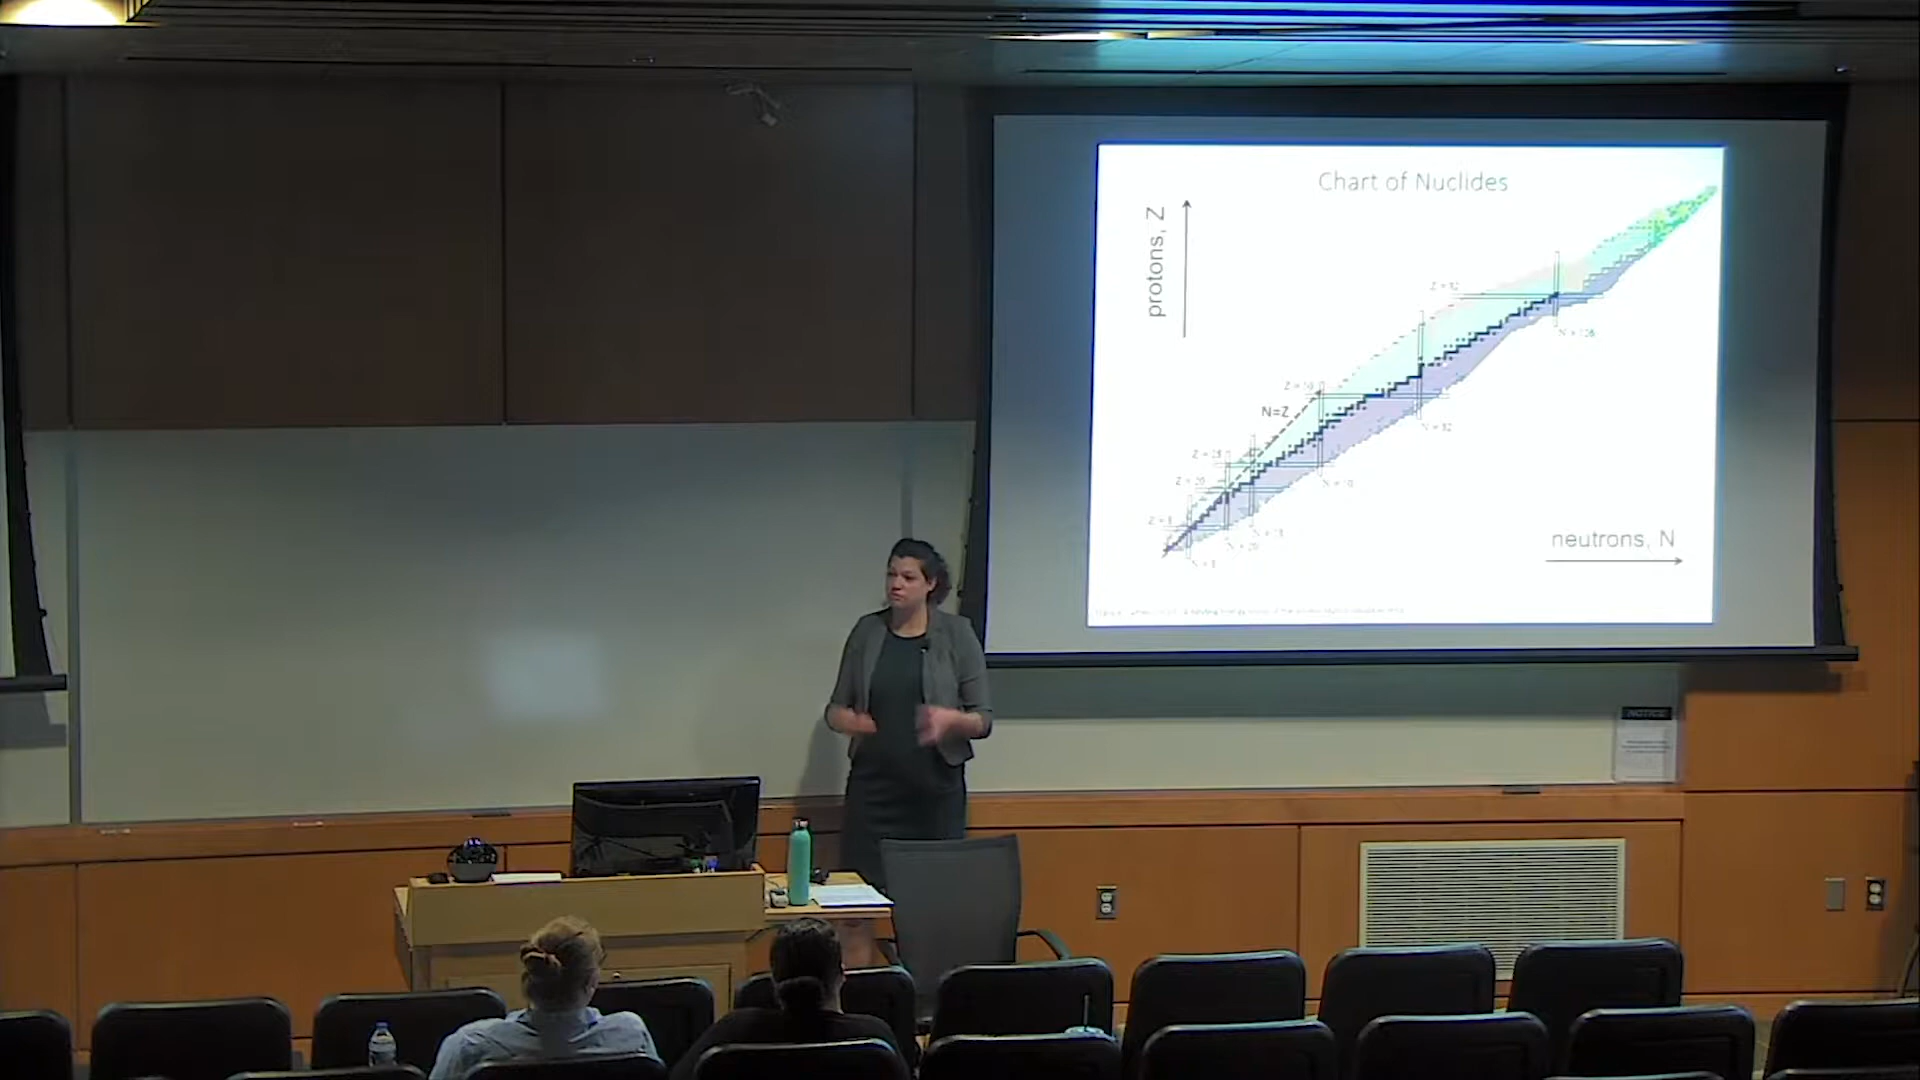 Chart of Nuclides
protons, Z
Z = 82
N = 126
Z = 50
N=Z
N = 82
Z = 28
Z = 20
Z = 8
N = 28
N = 20
N = 8
neutrons, N
NOTICE